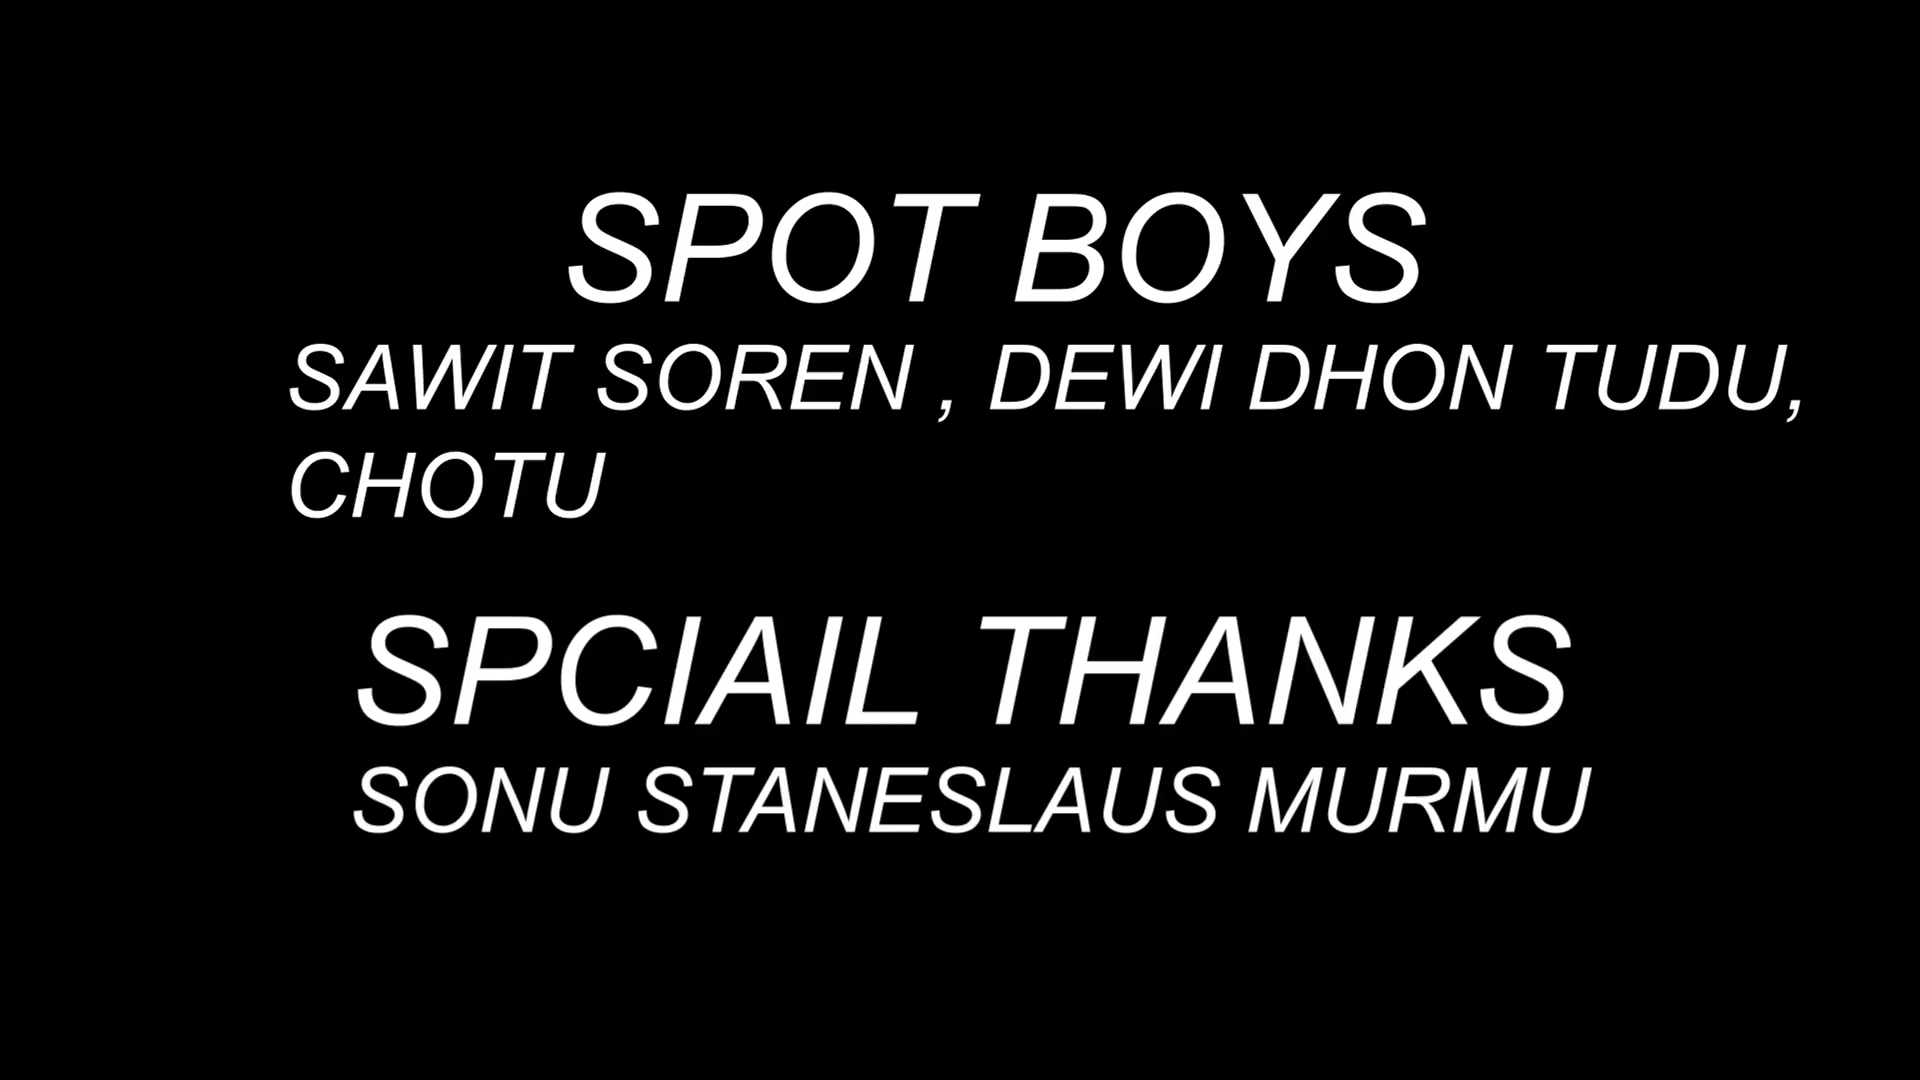 SPOT BOYS
SAWIT SOREN , DEWI DHON TUDU,
CHOTU
SPCIAIL THANKS
SONU STANESLAUS MURMU